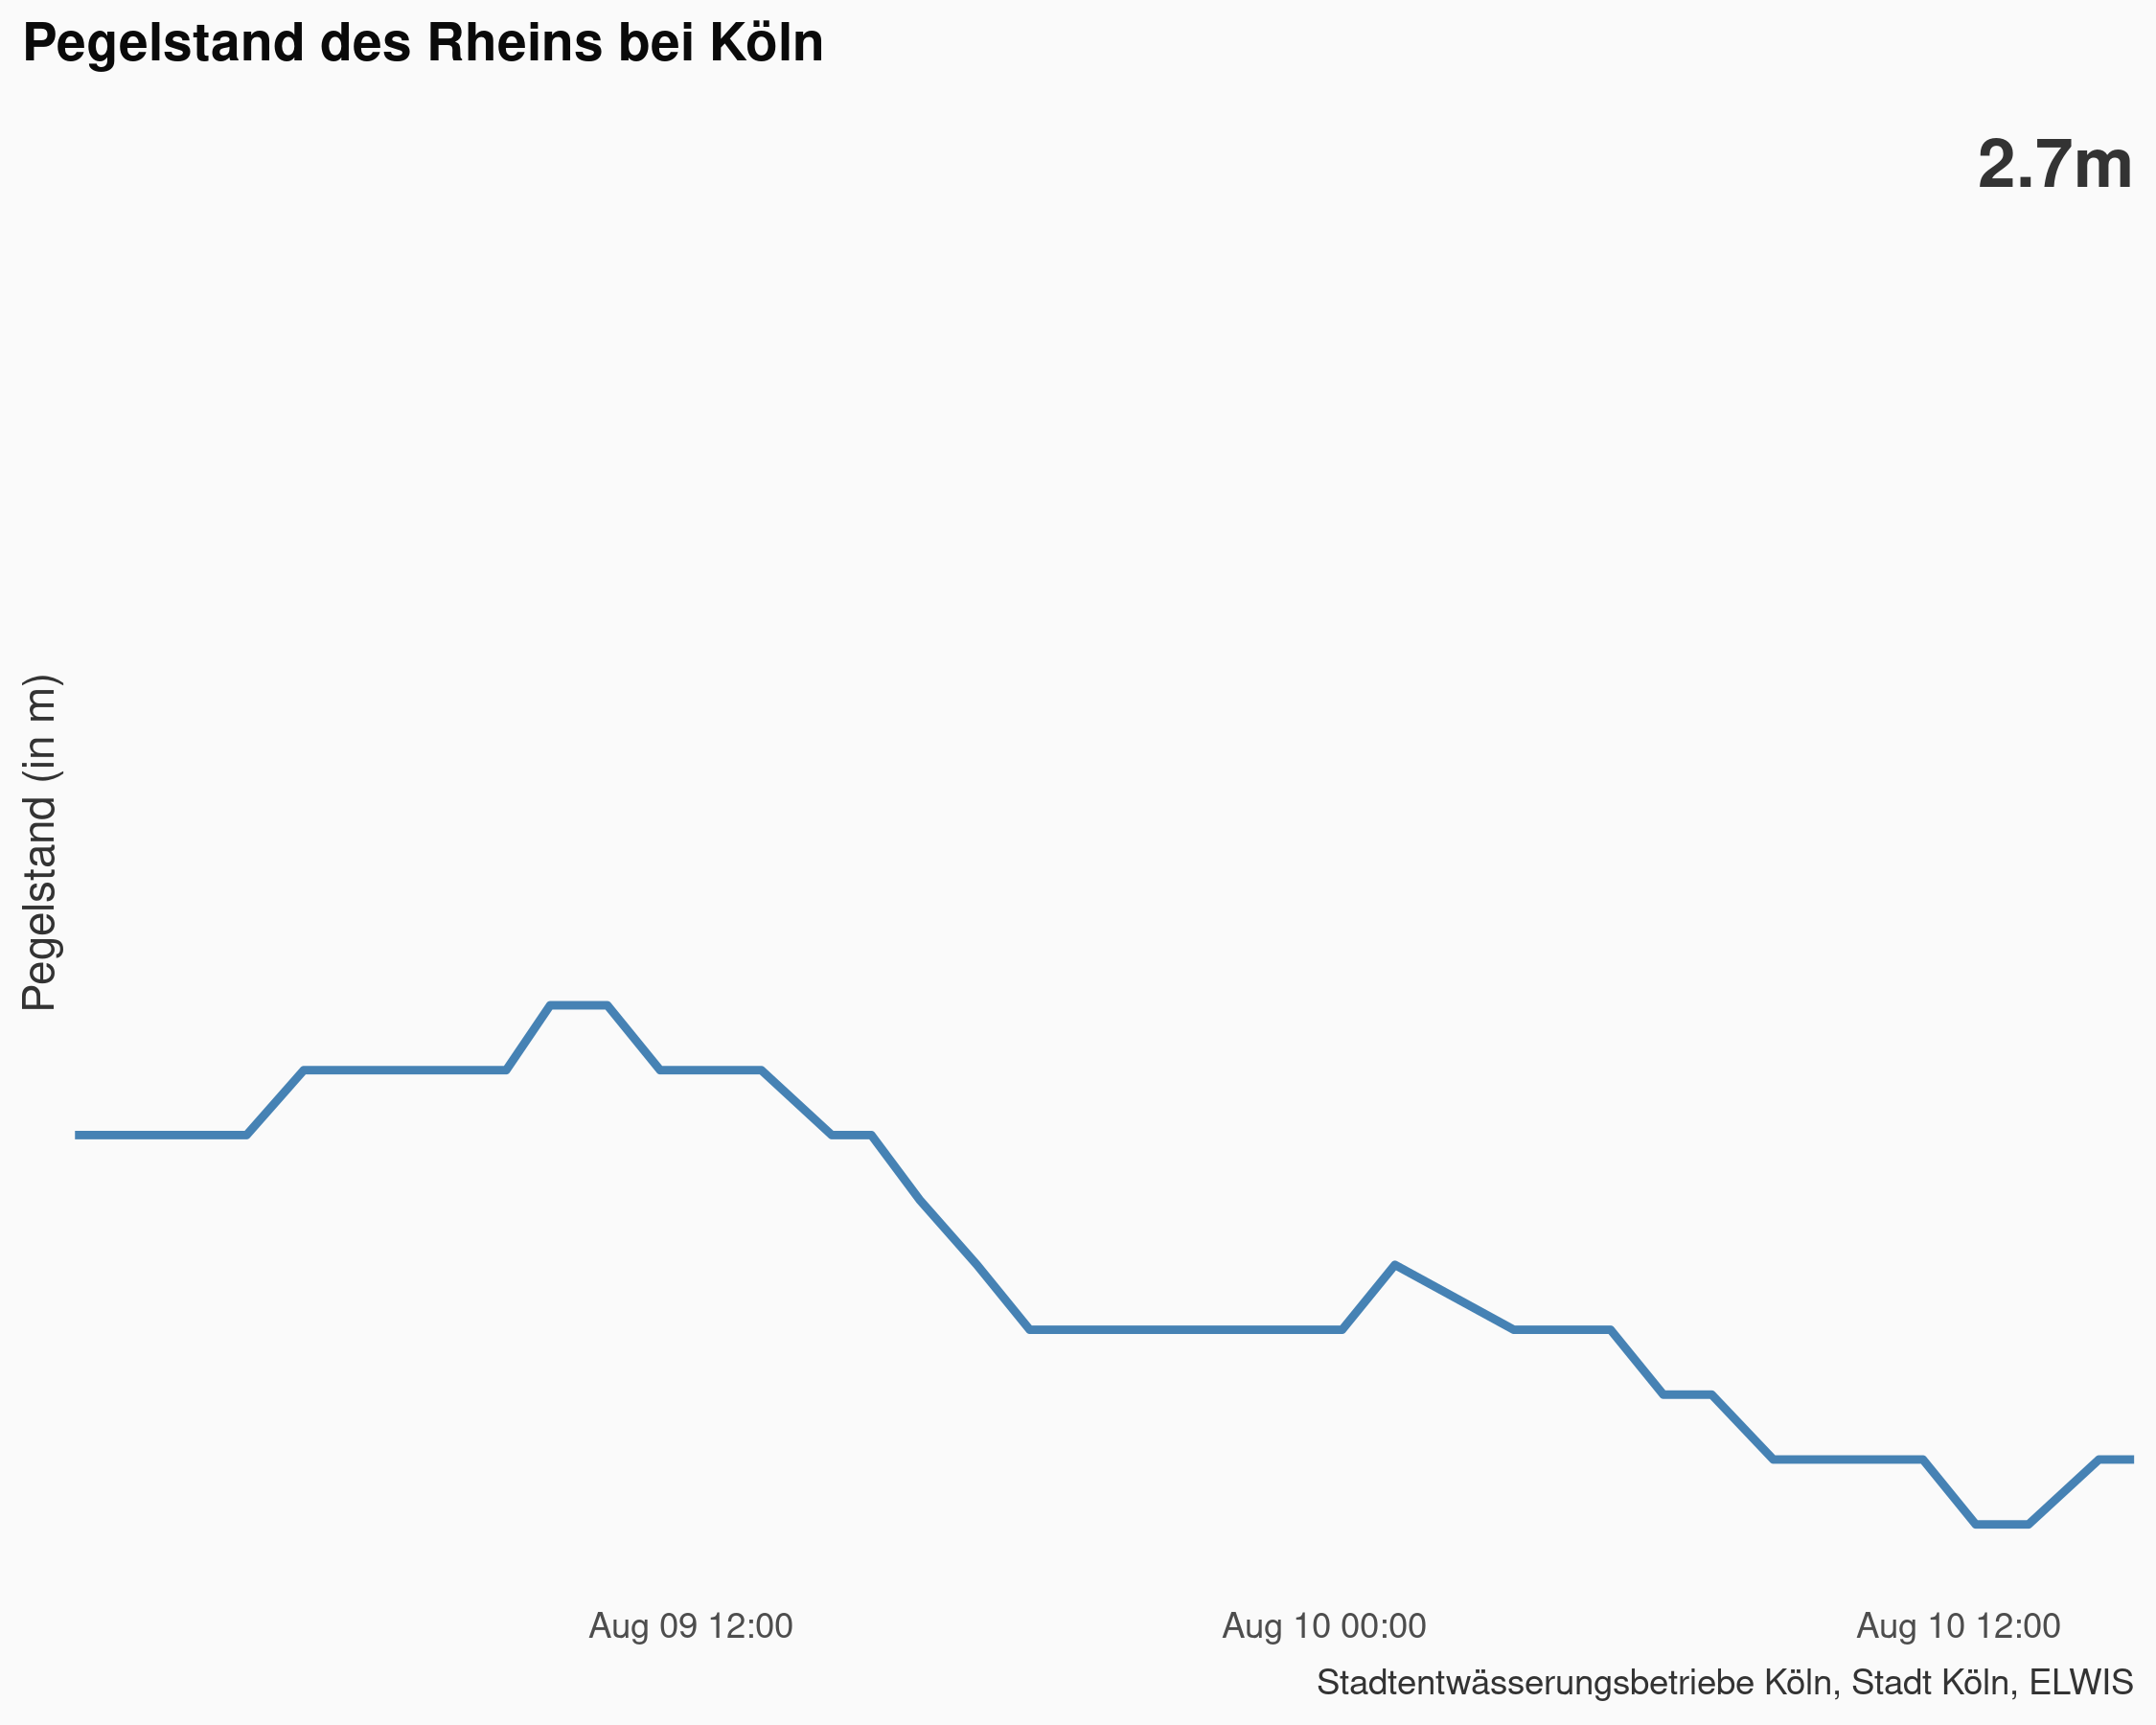 Pegelstand des Rheins bei Köln
2.7m
Pegelstand (in m)
Aug 09 12:00
Aug 10 00:00
Aug 10 12:00
Stadtentwässerungsbetriebe Köln, Stadt Köln, ELWIS